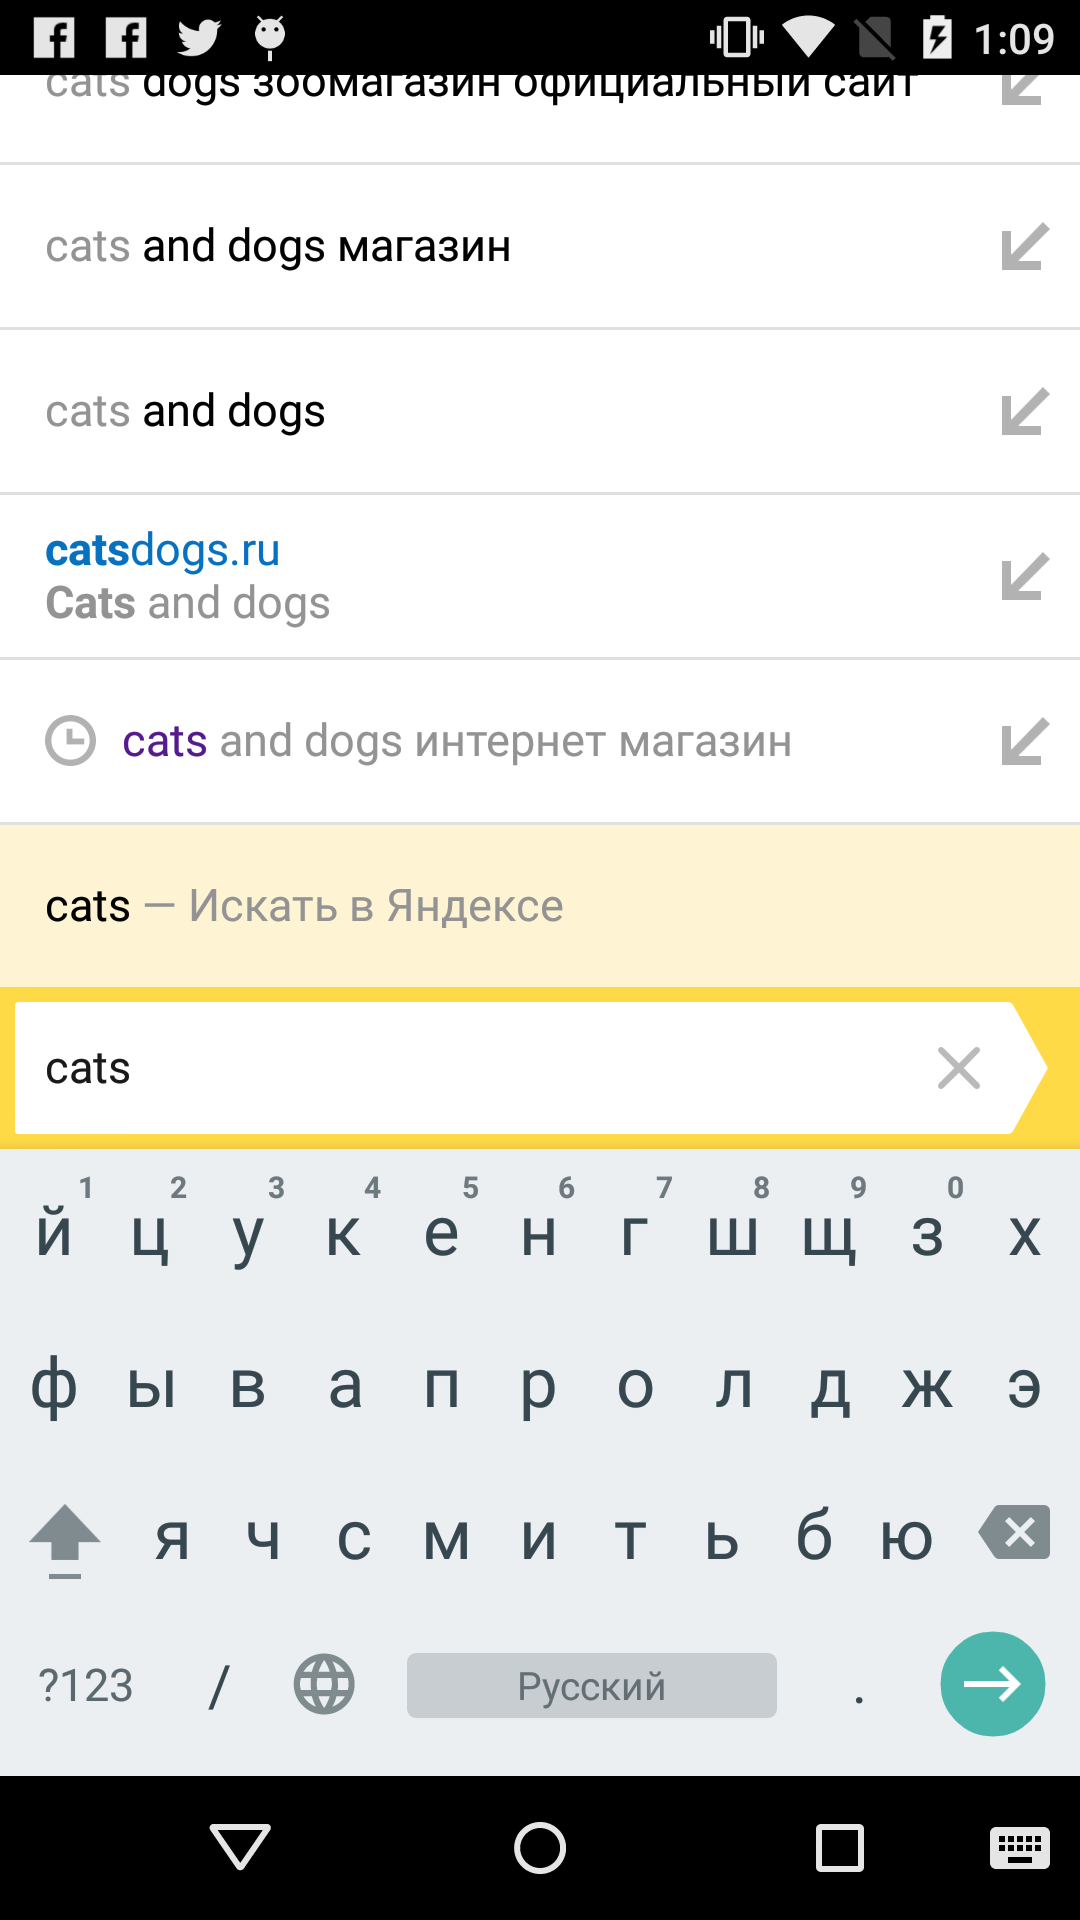 1:09
cats dogs зоомагазин официальный сайт
cats and dogs магазин
cats and dogs
catsdogs.ru
Cats and dogs
cats and dogs интернет магазин
cats — Искать в Яндексе
cats
1 2 3 4 5 6 7 8 9 0
й ц у к е н г ш щ з х
ф ы в а п р о л д ж э
я ч с м и т ь б ю
?123 / Русский .